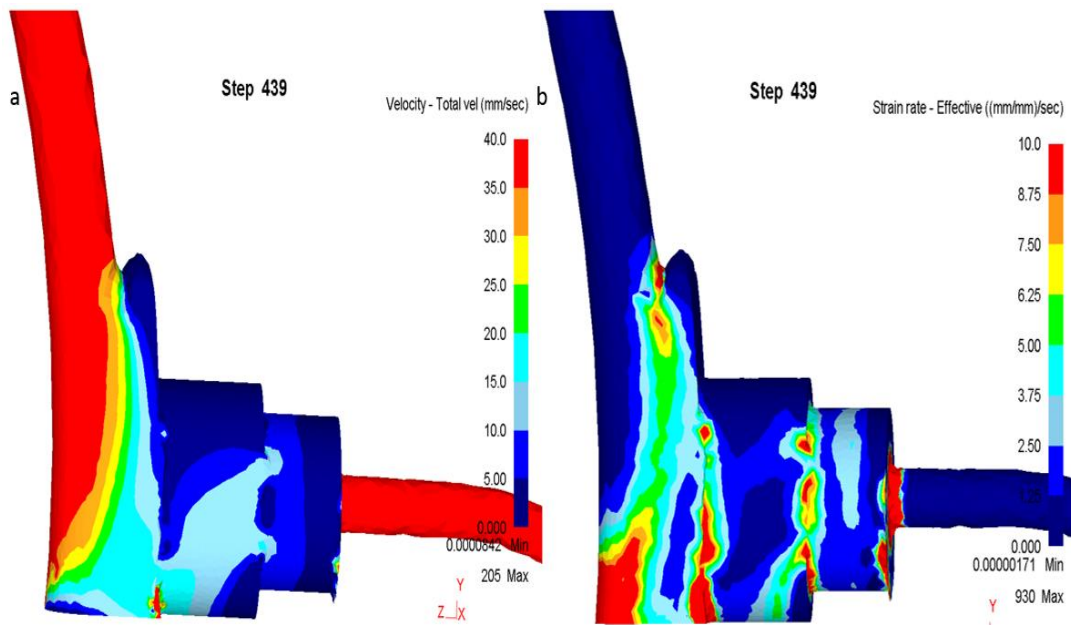 a
Step 439
Velocity - Total vel (mm/sec)
40.0
35.0
30.0
25.0
20.0
15.0
10.0
5.00
0.000
0.0000842 Min
205 Max
Y
Z X
b
Step 439
Strain rate - Effective ((mm/mm)/sec)
10.0
8.75
7.50
6.25
5.00
3.75
2.50
1.25
0.000
0.00000171 Min
930 Max
Y